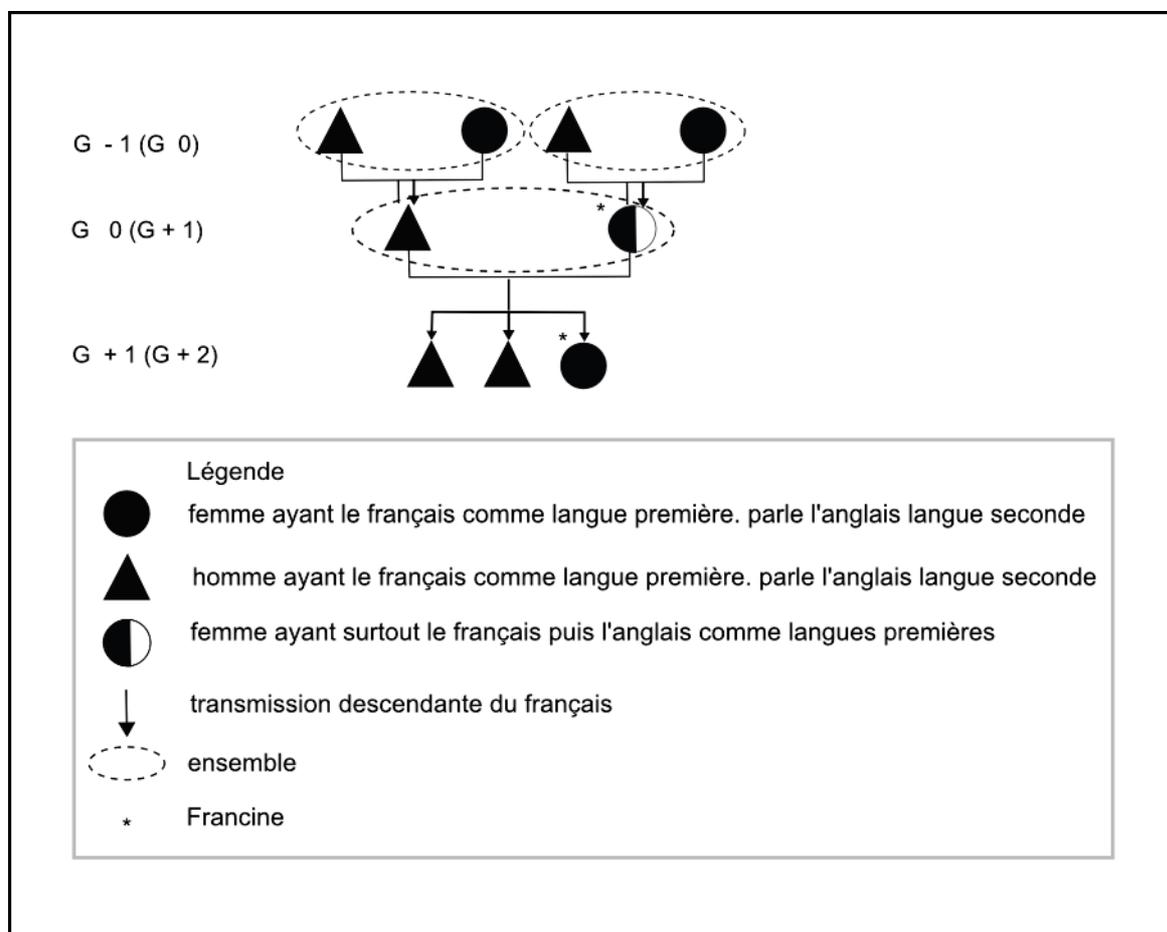 G - 1 (G 0)
*
G 0 (G + 1)
*
G + 1 (G + 2)
Légende
femme ayant le français comme langue première. parle l'anglais langue seconde
homme ayant le français comme langue première. parle l'anglais langue seconde
femme ayant surtout le français puis l'anglais comme langues premières
transmission descendante du français
ensemble
* Francine